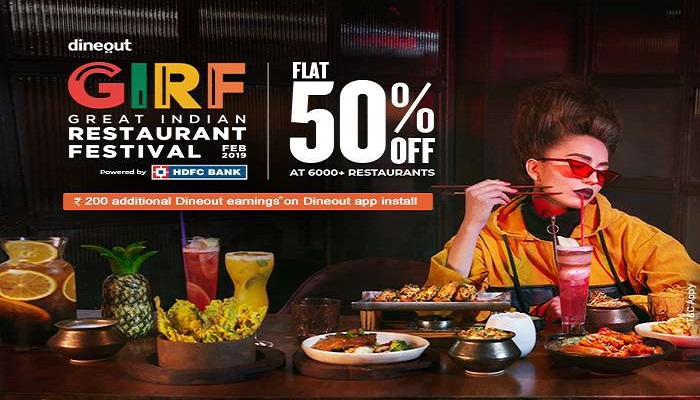 dineout
GIRF
GREAT INDIAN
RESTAURANT
FESTIVAL FEB 2019
Powered by HDFC BANK
FLAT
50% OFF
AT 6000+ RESTAURANTS
₹ 200 additional Dineout earnings* on Dineout app install
*T&C Apply